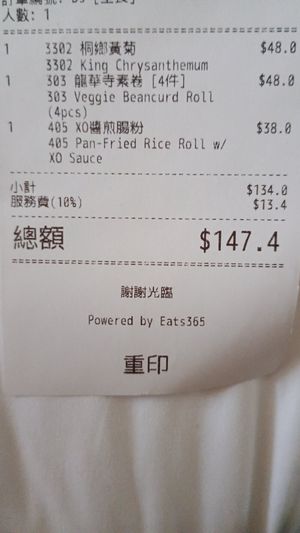 人數: 1
1 3302 桐鄉黃菊 $48.0
3302 King Chrysanthemum
1 303 龍華寺素卷 [4件] $48.0
303 Veggie Beancurd Roll
(4pcs)
1 405 XO醬煎腸粉 $38.0
405 Pan-Fried Rice Roll w/
XO Sauce
小計 $134.0
服務費(10%) $13.4
總額 $147.4
謝謝光臨
Powered by Eats365
重印